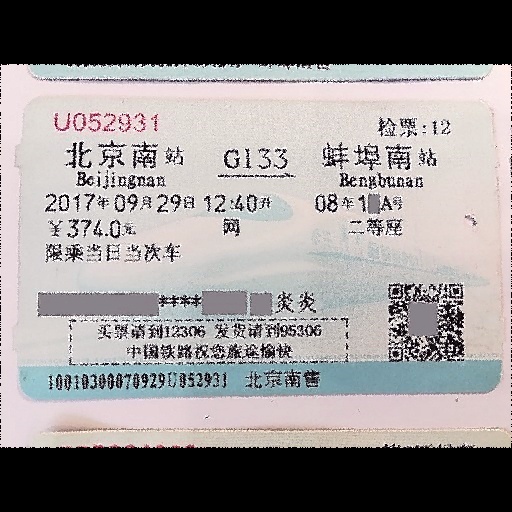 U052931
检票:12
北京南站 G133 蚌埠南站
Beijingnan Bengbunan
2017年09月29日12:40开 08车1 A号
￥374.0元 网 二等座
限乘当日当次车
**** 炎炎
买票请到12306 发货请到95306
中国铁路祝您旅途愉快
10010300070929U052931 北京南售